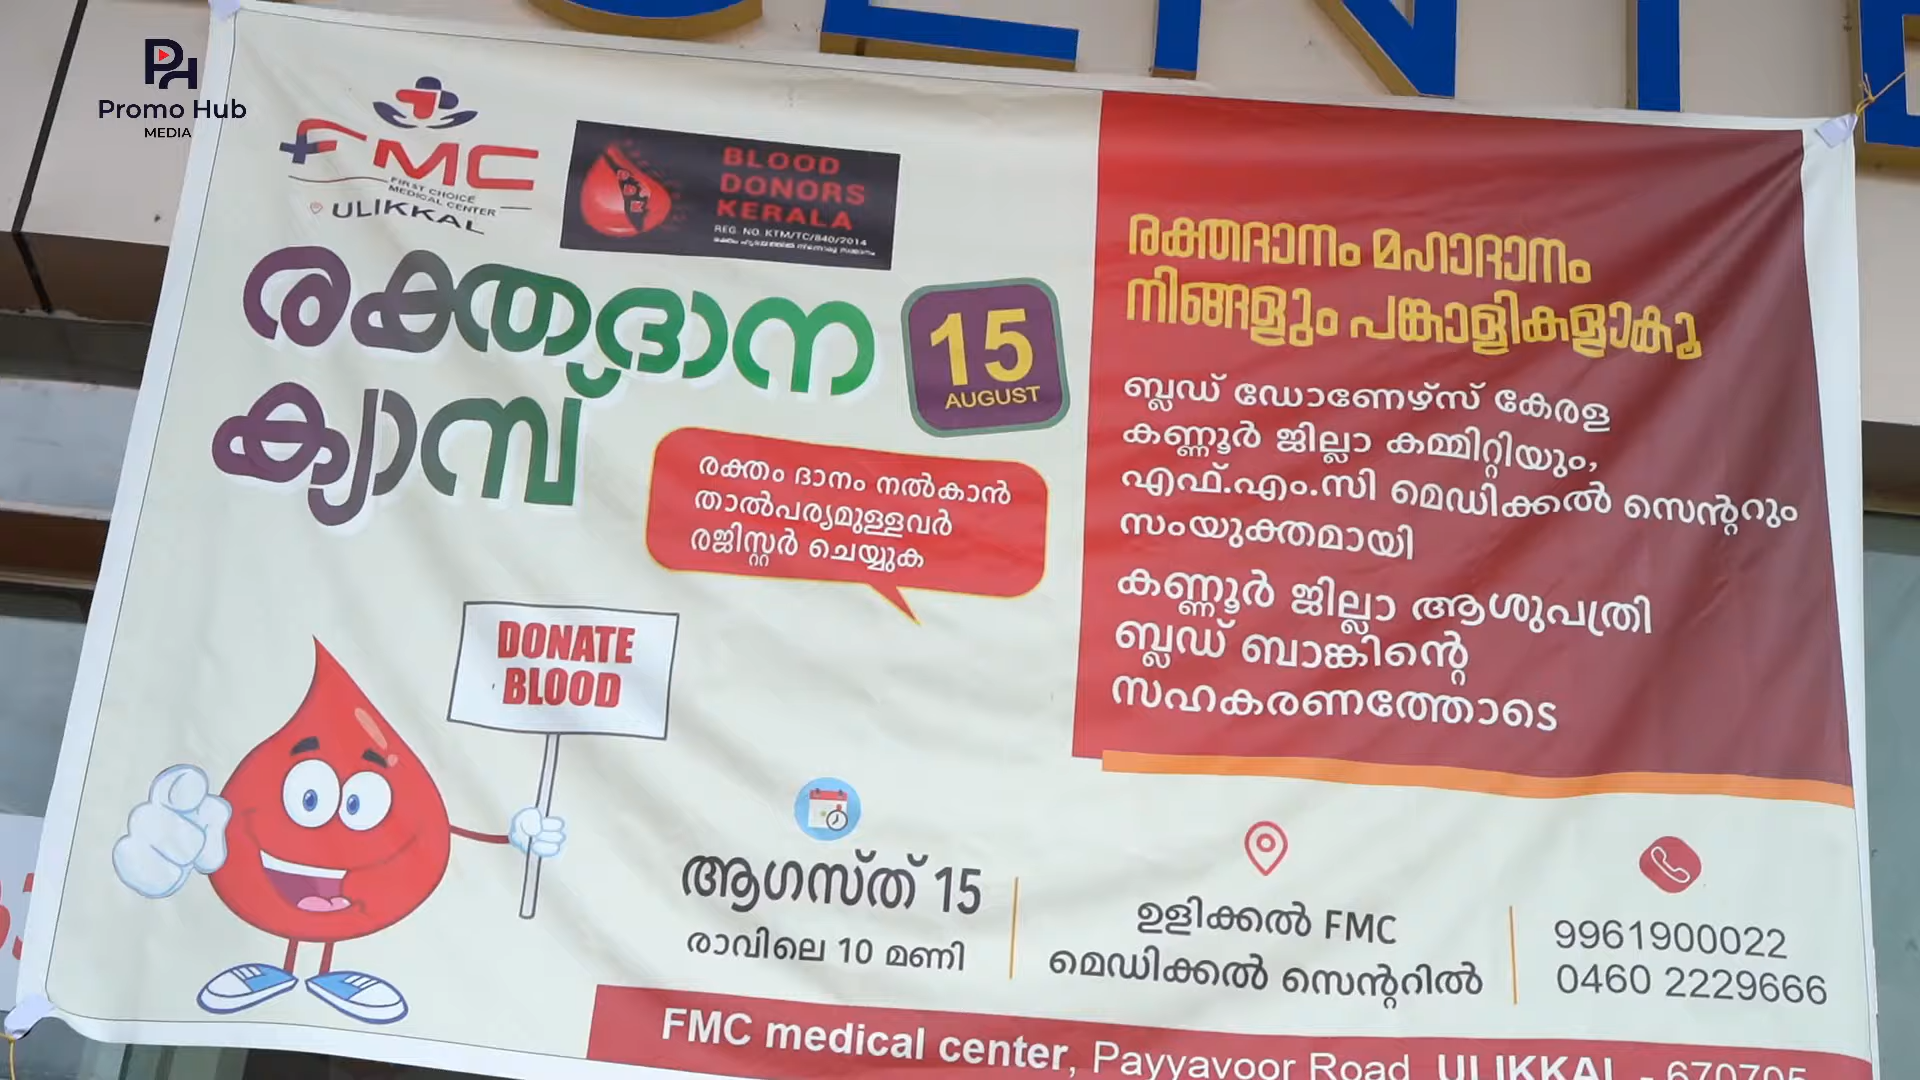 Promo Hub
MEDIA
FMC
FIRST CHOICE
MEDICAL CENTER
ULIKKAL
BLOOD
DONORS
KERALA
REG. NO. KTM/TC/840/2014
രക്തദാന
ക്യാമ്പ്
15
AUGUST
രക്തം ദാനം നൽകാൻ
താൽപര്യമുള്ളവർ
രജിസ്റ്റർ ചെയ്യുക
DONATE
BLOOD
രക്തദാനം മഹാദാനം
നിങ്ങളും പങ്കാളികളാകൂ
ബ്ലഡ് ഡോണേഴ്സ് കേരള
കണ്ണൂർ ജില്ലാ കമ്മിറ്റിയും,
എഫ്.എം.സി മെഡിക്കൽ സെന്ററും
സംയുക്തമായി
കണ്ണൂർ ജില്ലാ ആശുപത്രി
ബ്ലഡ് ബാങ്കിന്റെ
സഹകരണത്തോടെ
ആഗസ്ത് 15
രാവിലെ 10 മണി
ഉളിക്കൽ FMC
മെഡിക്കൽ സെന്ററിൽ
9961900022
0460 2229666
FMC medical center, Payyavoor Road, ULIKKAL - 670705